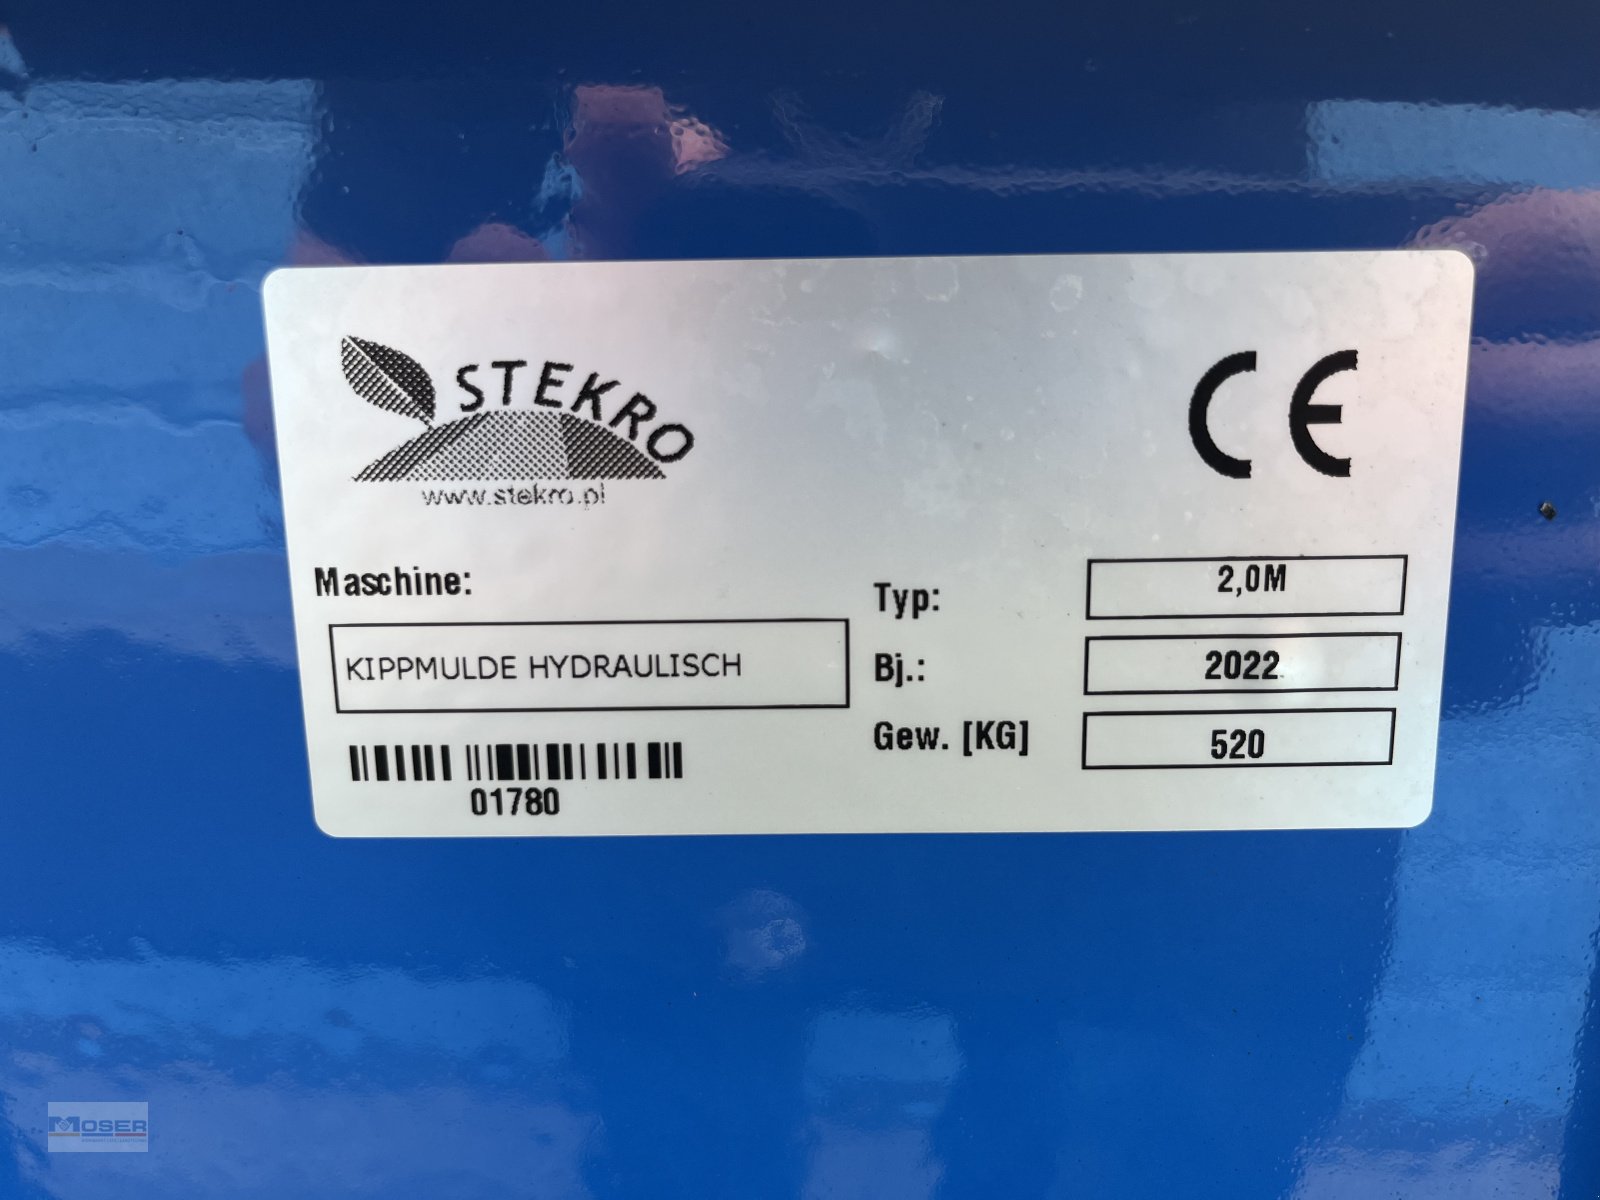 STEKRO
www.stekro.pl
CE
Maschine:
KIPPMULDE HYDRAULISCH
01780
Typ: 2,0M
Bj.: 2022
Gew. [KG] 520
MOSER